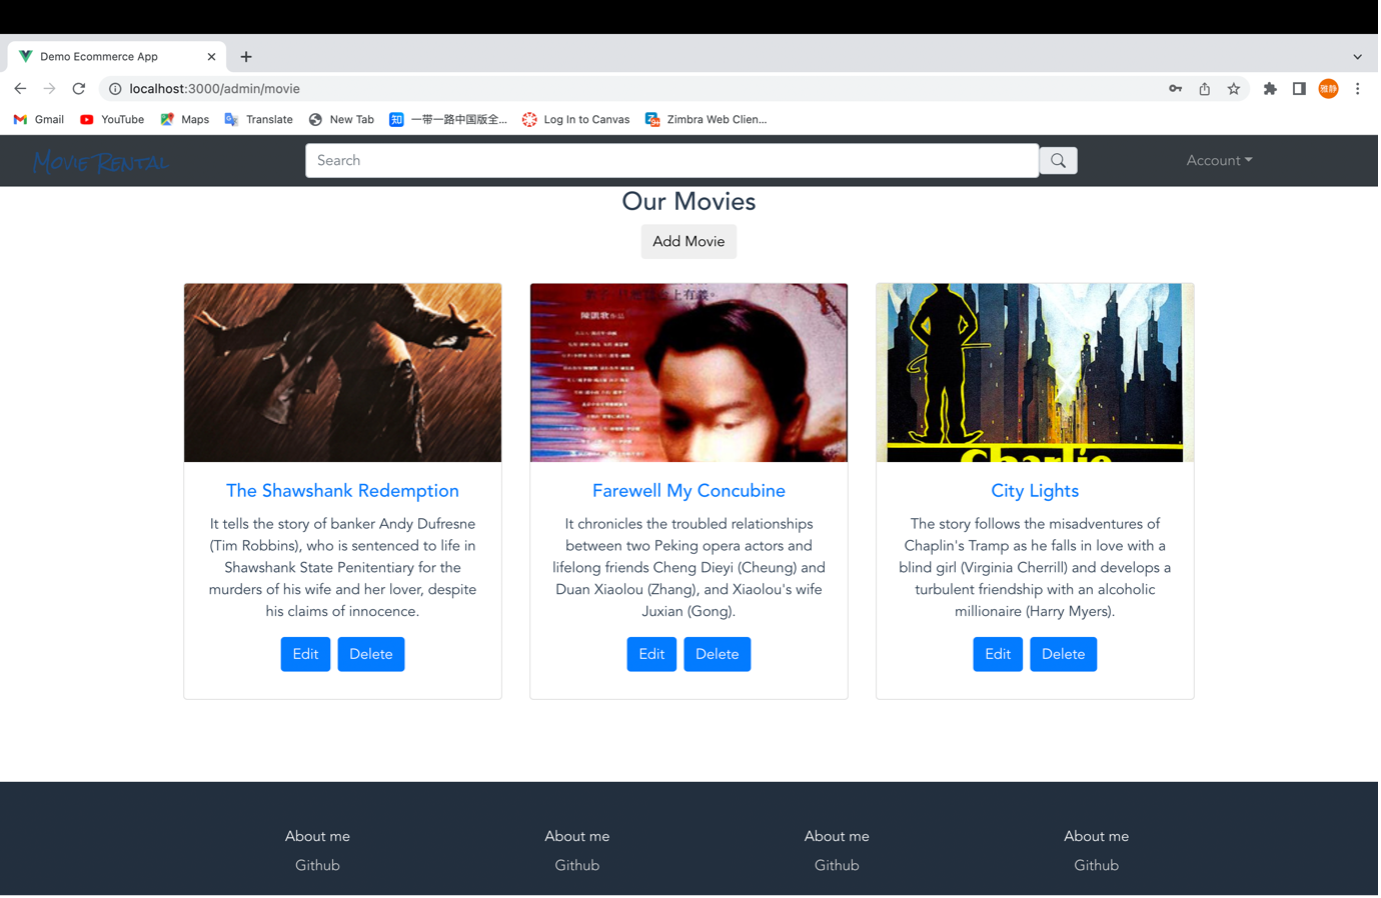 Demo Ecommerce App
localhost:3000/admin/movie
Gmail
YouTube
Maps
Translate
New Tab
知
一带一路中国版全...
Log In to Canvas
Zimbra Web Clien...
雅静
Movie Rental
Search
Account
Our Movies
Add Movie
陳凱歌
Charlie
The Shawshank Redemption
It tells the story of banker Andy Dufresne
(Tim Robbins), who is sentenced to life in
Shawshank State Penitentiary for the
murders of his wife and her lover, despite
his claims of innocence.
Edit
Delete
Farewell My Concubine
It chronicles the troubled relationships
between two Peking opera actors and
lifelong friends Cheng Dieyi (Cheung) and
Duan Xiaolou (Zhang), and Xiaolou's wife
Juxian (Gong).
Edit
Delete
City Lights
The story follows the misadventures of
Chaplin's Tramp as he falls in love with a
blind girl (Virginia Cherrill) and develops a
turbulent friendship with an alcoholic
millionaire (Harry Myers).
Edit
Delete
About me
Github
About me
Github
About me
Github
About me
Github